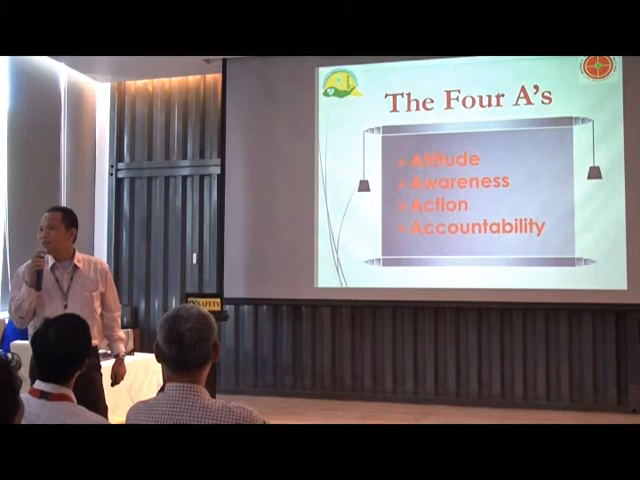 The Four A's
Attitude
Awareness
Action
Accountability
SAFETY